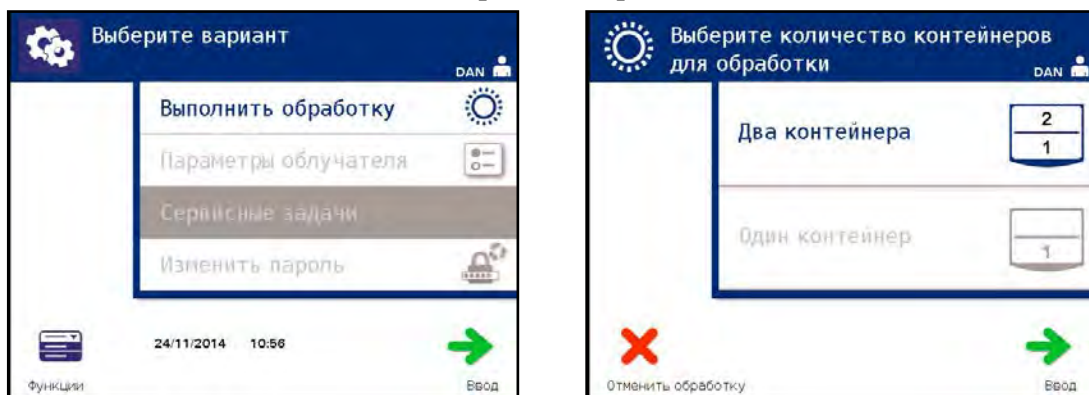 Выберите вариант
DAN
Выполнить обработку
Параметры облучателя
Сервисные задачи
Изменить пароль
24/11/2014 10:56
Функции
Ввод
Выберите количество контейнеров
для обработки
DAN
Два контейнера
2
1
Один контейнер
1
Отменить обработку
Ввод